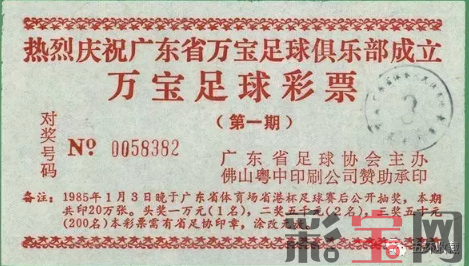 热烈庆祝广东省万宝足球俱乐部成立
万宝足球彩票
（第一期）
对奖号码
Nº 0058382
广东省足球协会主办
佛山粤中印刷公司赞助承印
备注：1985年1月3日晚于广东省体育场省港杯足球赛后公开抽奖，本期
共印20万张。头奖一万元(1名)，二奖五千元(2名)，三奖五十元
(200名)本彩票需有省足协印章，涂改无效。
3
彩宝网